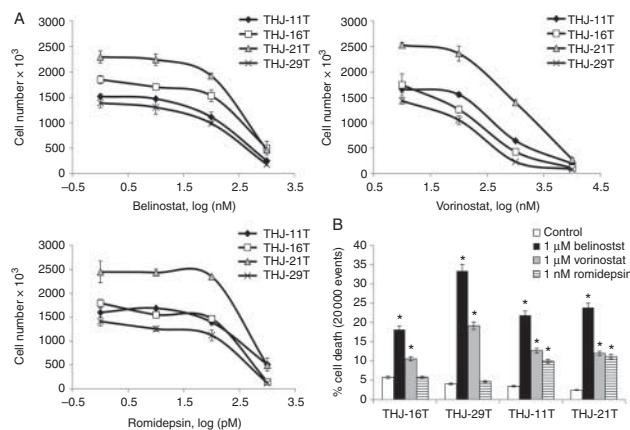 A
3000
2500
2000
1500
1000
500
0
Cell number × 10³
–0.5 0.5 1.5 2.5 3.5
Belinostat, log (nM)
THJ-11T
THJ-16T
THJ-21T
THJ-29T
3000
2500
2000
1500
1000
500
0
Cell number × 10³
0.5 1.5 2.5 3.5 4.5
Vorinostat, log (nM)
THJ-11T
THJ-16T
THJ-21T
THJ-29T
3000
2500
2000
1500
1000
500
0
Cell number × 10³
–0.5 0.5 1.5 2.5 3.5
Romidepsin, log (pM)
THJ-11T
THJ-16T
THJ-21T
THJ-29T
B
Control
1 μM belinostst
1 μM vorinostat
1 nM romidepsin
40
35
30
25
20
15
10
5
0
% cell death (20 000 events)
* * * * * * * * * *
THJ-16T THJ-29T THJ-11T THJ-21T